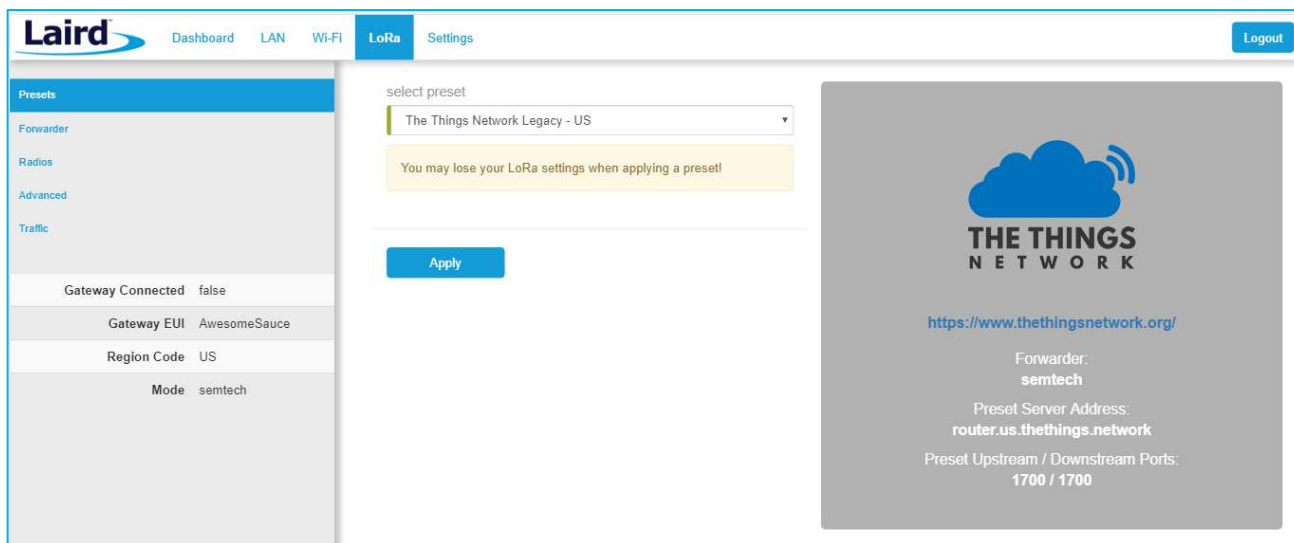 Laird Dashboard LAN Wi-Fi LoRa Settings Logout
Presets
Forwarder
Radios
Advanced
Traffic
Gateway Connected false
Gateway EUI AwesomeSauce
Region Code US
Mode semtech
select preset
The Things Network Legacy - US
You may lose your LoRa settings when applying a preset!
Apply
THE THINGS
NETWORK
https://www.thethingsnetwork.org/
Forwarder:
semtech
Preset Server Address:
router.us.thethings.network
Preset Upstream / Downstream Ports:
1700 / 1700